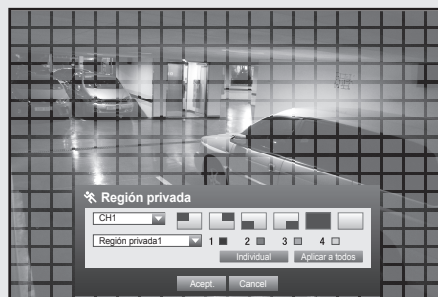 Región privada
CH1
Región privada1 1 2 3 4
Individual Aplicar a todos
Acept. Cancel